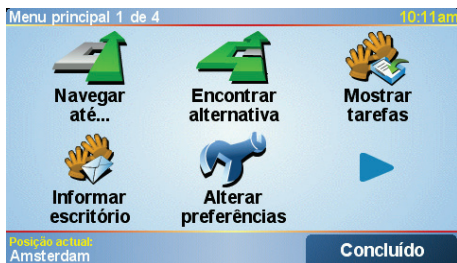 Menu principal 1 de 4 10:11am
Navegar Encontrar Mostrar
até... alternativa tarefas
Informar Alterar
escritório preferências
Posição actual:
Amsterdam
Concluído